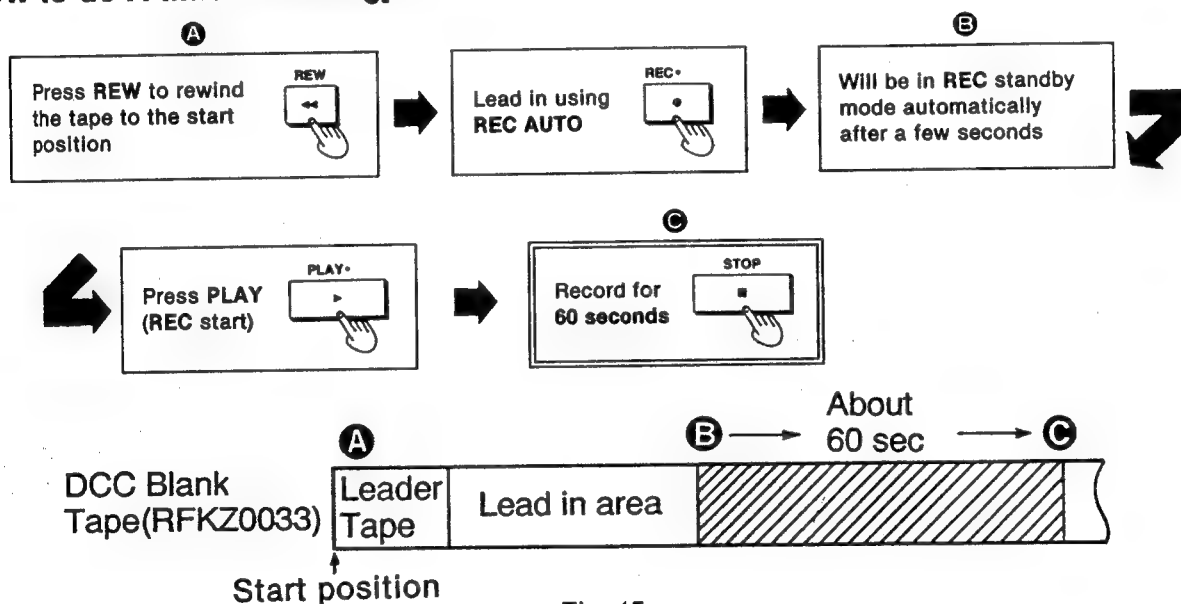 A
B
Press REW to rewind
the tape to the start
position
REW
Lead in using
REC AUTO
REC
Will be in REC standby
mode automatically
after a few seconds
C
Press PLAY
(REC start)
PLAY
Record for
60 seconds
STOP
A
B
About
60 sec
C
DCC Blank
Tape(RFKZ0033)
Leader
Tape
Lead in area
Start position